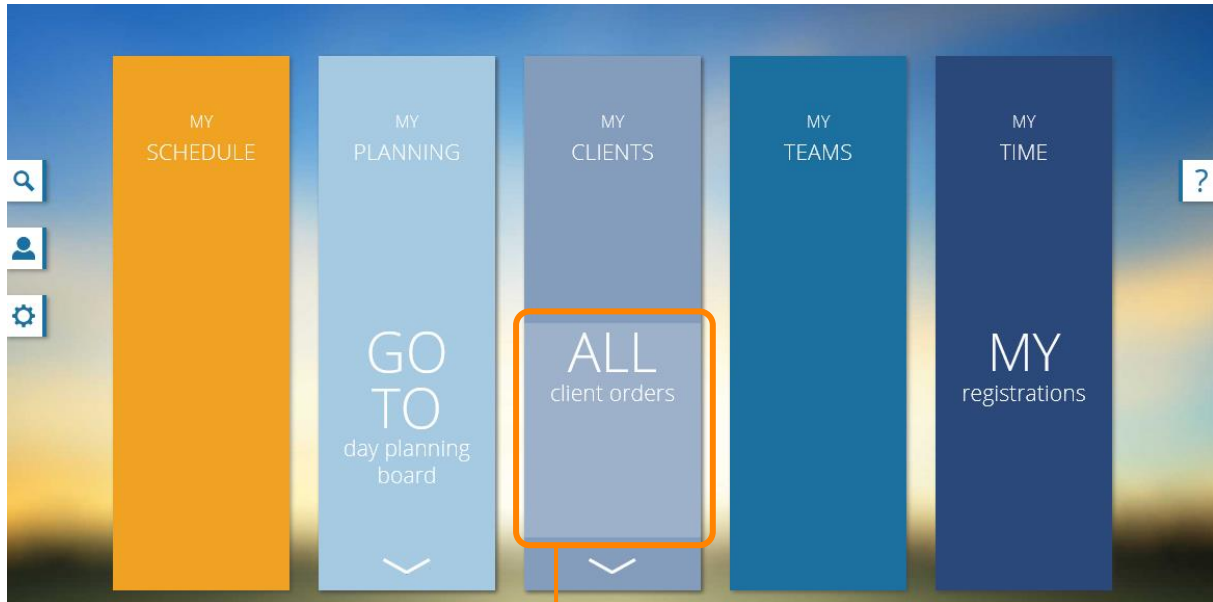 MY
SCHEDULE
MY
PLANNING
GO
TO
day planning
board
MY
CLIENTS
ALL
client orders
MY
TEAMS
MY
TIME
MY
registrations
?